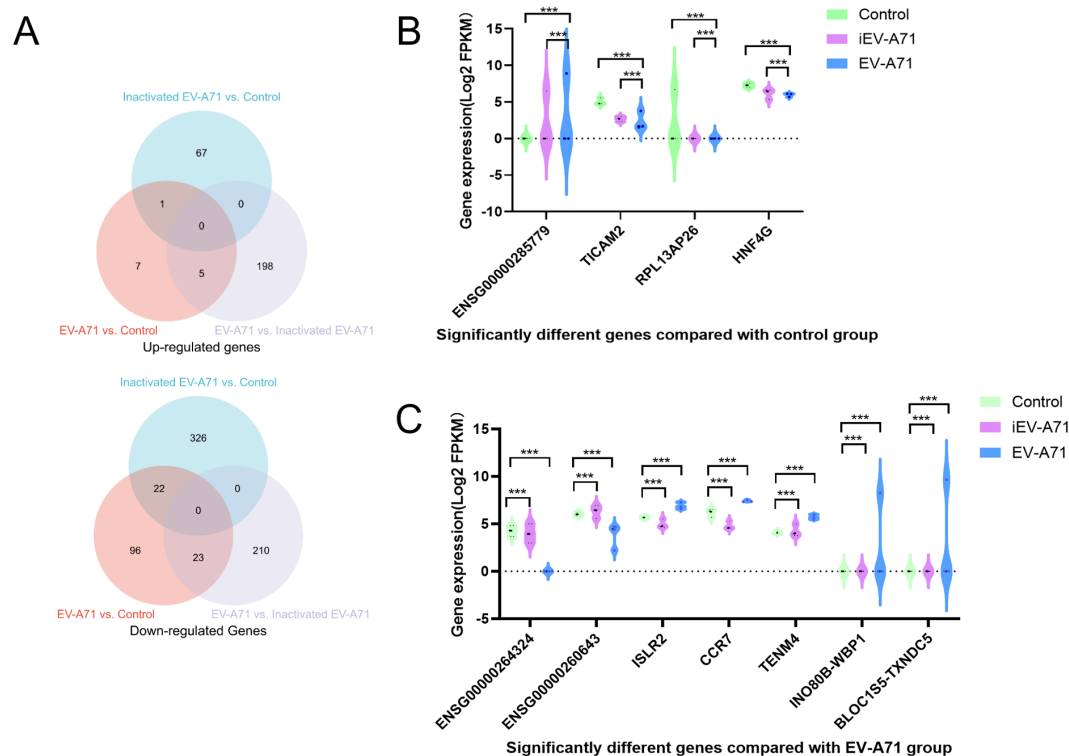 A
Inactivated EV-A71 vs. Control
67
1
0
0
7
5
198
EV-A71 vs. Control
EV-A71 vs. Inactivated EV-A71
Up-regulated genes
Inactivated EV-A71 vs. Control
326
22
0
0
96
23
210
EV-A71 vs. Control
EV-A71 vs. Inactivated EV-A71
Down-regulated Genes
B
Gene expression(Log2 FPKM)
15
10
5
0
-5
-10
***
***
***
***
***
***
***
***
ENSG00000285779
TICAM2
RPL13AP26
HNF4G
Control
iEV-A71
EV-A71
Significantly different genes compared with control group
C
Gene expression(Log2 FPKM)
15
10
5
0
-5
***
***
***
***
***
***
***
***
***
***
***
***
***
***
ENSG00000264324
ENSG00000260643
ISLR2
CCR7
TENM4
INO80B-WBP1
BLOC1S5-TXNDC5
Control
iEV-A71
EV-A71
Significantly different genes compared with EV-A71 group